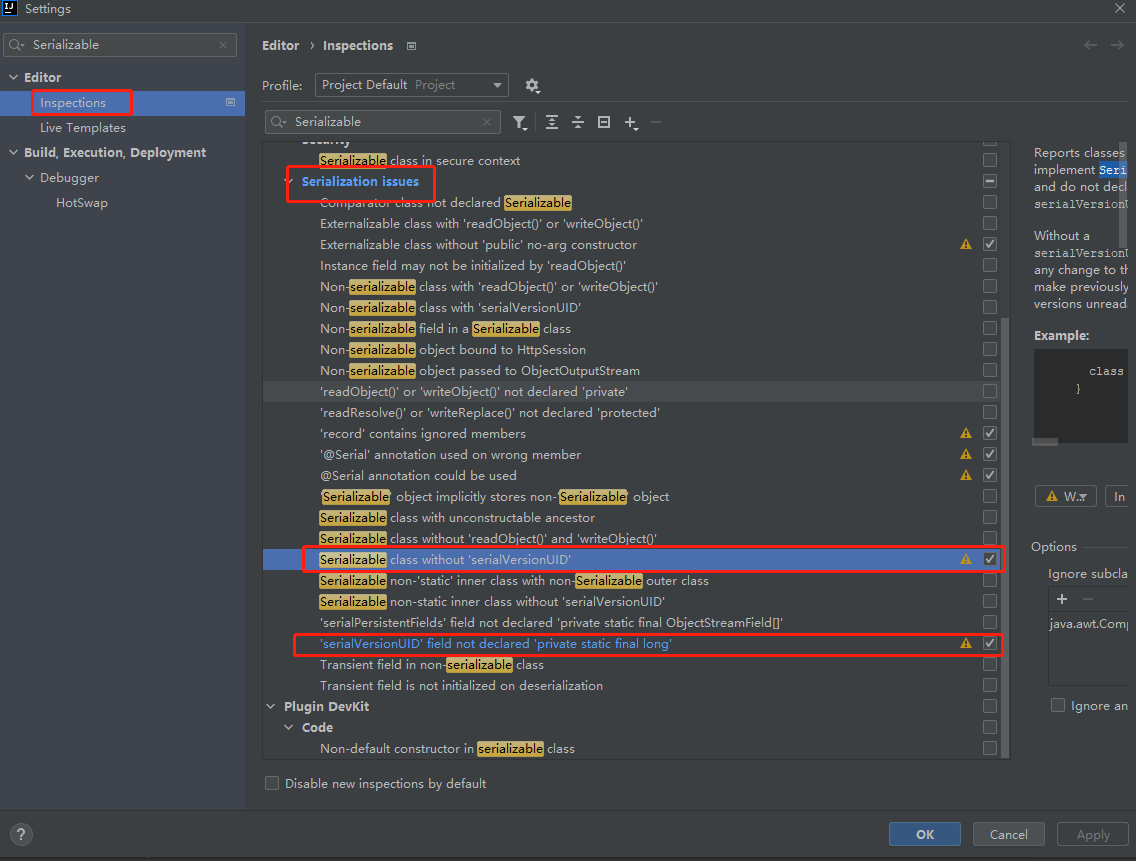 Settings
Serializable
Editor
Inspections
Live Templates
Build, Execution, Deployment
Debugger
HotSwap
Editor › Inspections
Profile: Project Default Project
Serializable
Security
Serializable class in secure context
Serialization issues
Comparator class not declared Serializable
Externalizable class with 'readObject()' or 'writeObject()'
Externalizable class without 'public' no-arg constructor
Instance field may not be initialized by 'readObject()'
Non-serializable class with 'readObject()' or 'writeObject()'
Non-serializable class with 'serialVersionUID'
Non-serializable field in a Serializable class
Non-serializable object bound to HttpSession
Non-serializable object passed to ObjectOutputStream
'readObject()' or 'writeObject()' not declared 'private'
'readResolve()' or 'writeReplace()' not declared 'protected'
'record' contains ignored members
'@Serial' annotation used on wrong member
@Serial annotation could be used
'Serializable' object implicitly stores non-'Serializable' object
Serializable class with unconstructable ancestor
Serializable class without 'readObject()' and 'writeObject()'
Serializable class without 'serialVersionUID'
Serializable non-'static' inner class with non-Serializable outer class
Serializable non-static inner class without 'serialVersionUID'
'serialPersistentFields' field not declared 'private static final ObjectStreamField[]'
'serialVersionUID' field not declared 'private static final long'
Transient field in non-serializable class
Transient field is not initialized on deserialization
Plugin DevKit
Code
Non-default constructor in serializable class
Disable new inspections by default
Reports classes
implement Seri
and do not decl
serialVersionU
Without a
serialVersionU
any change to th
make previously
versions unread
Example:
class
}
W.. In
Options
Ignore subcla
java.awt.Comp
Ignore an
? OK Cancel Apply